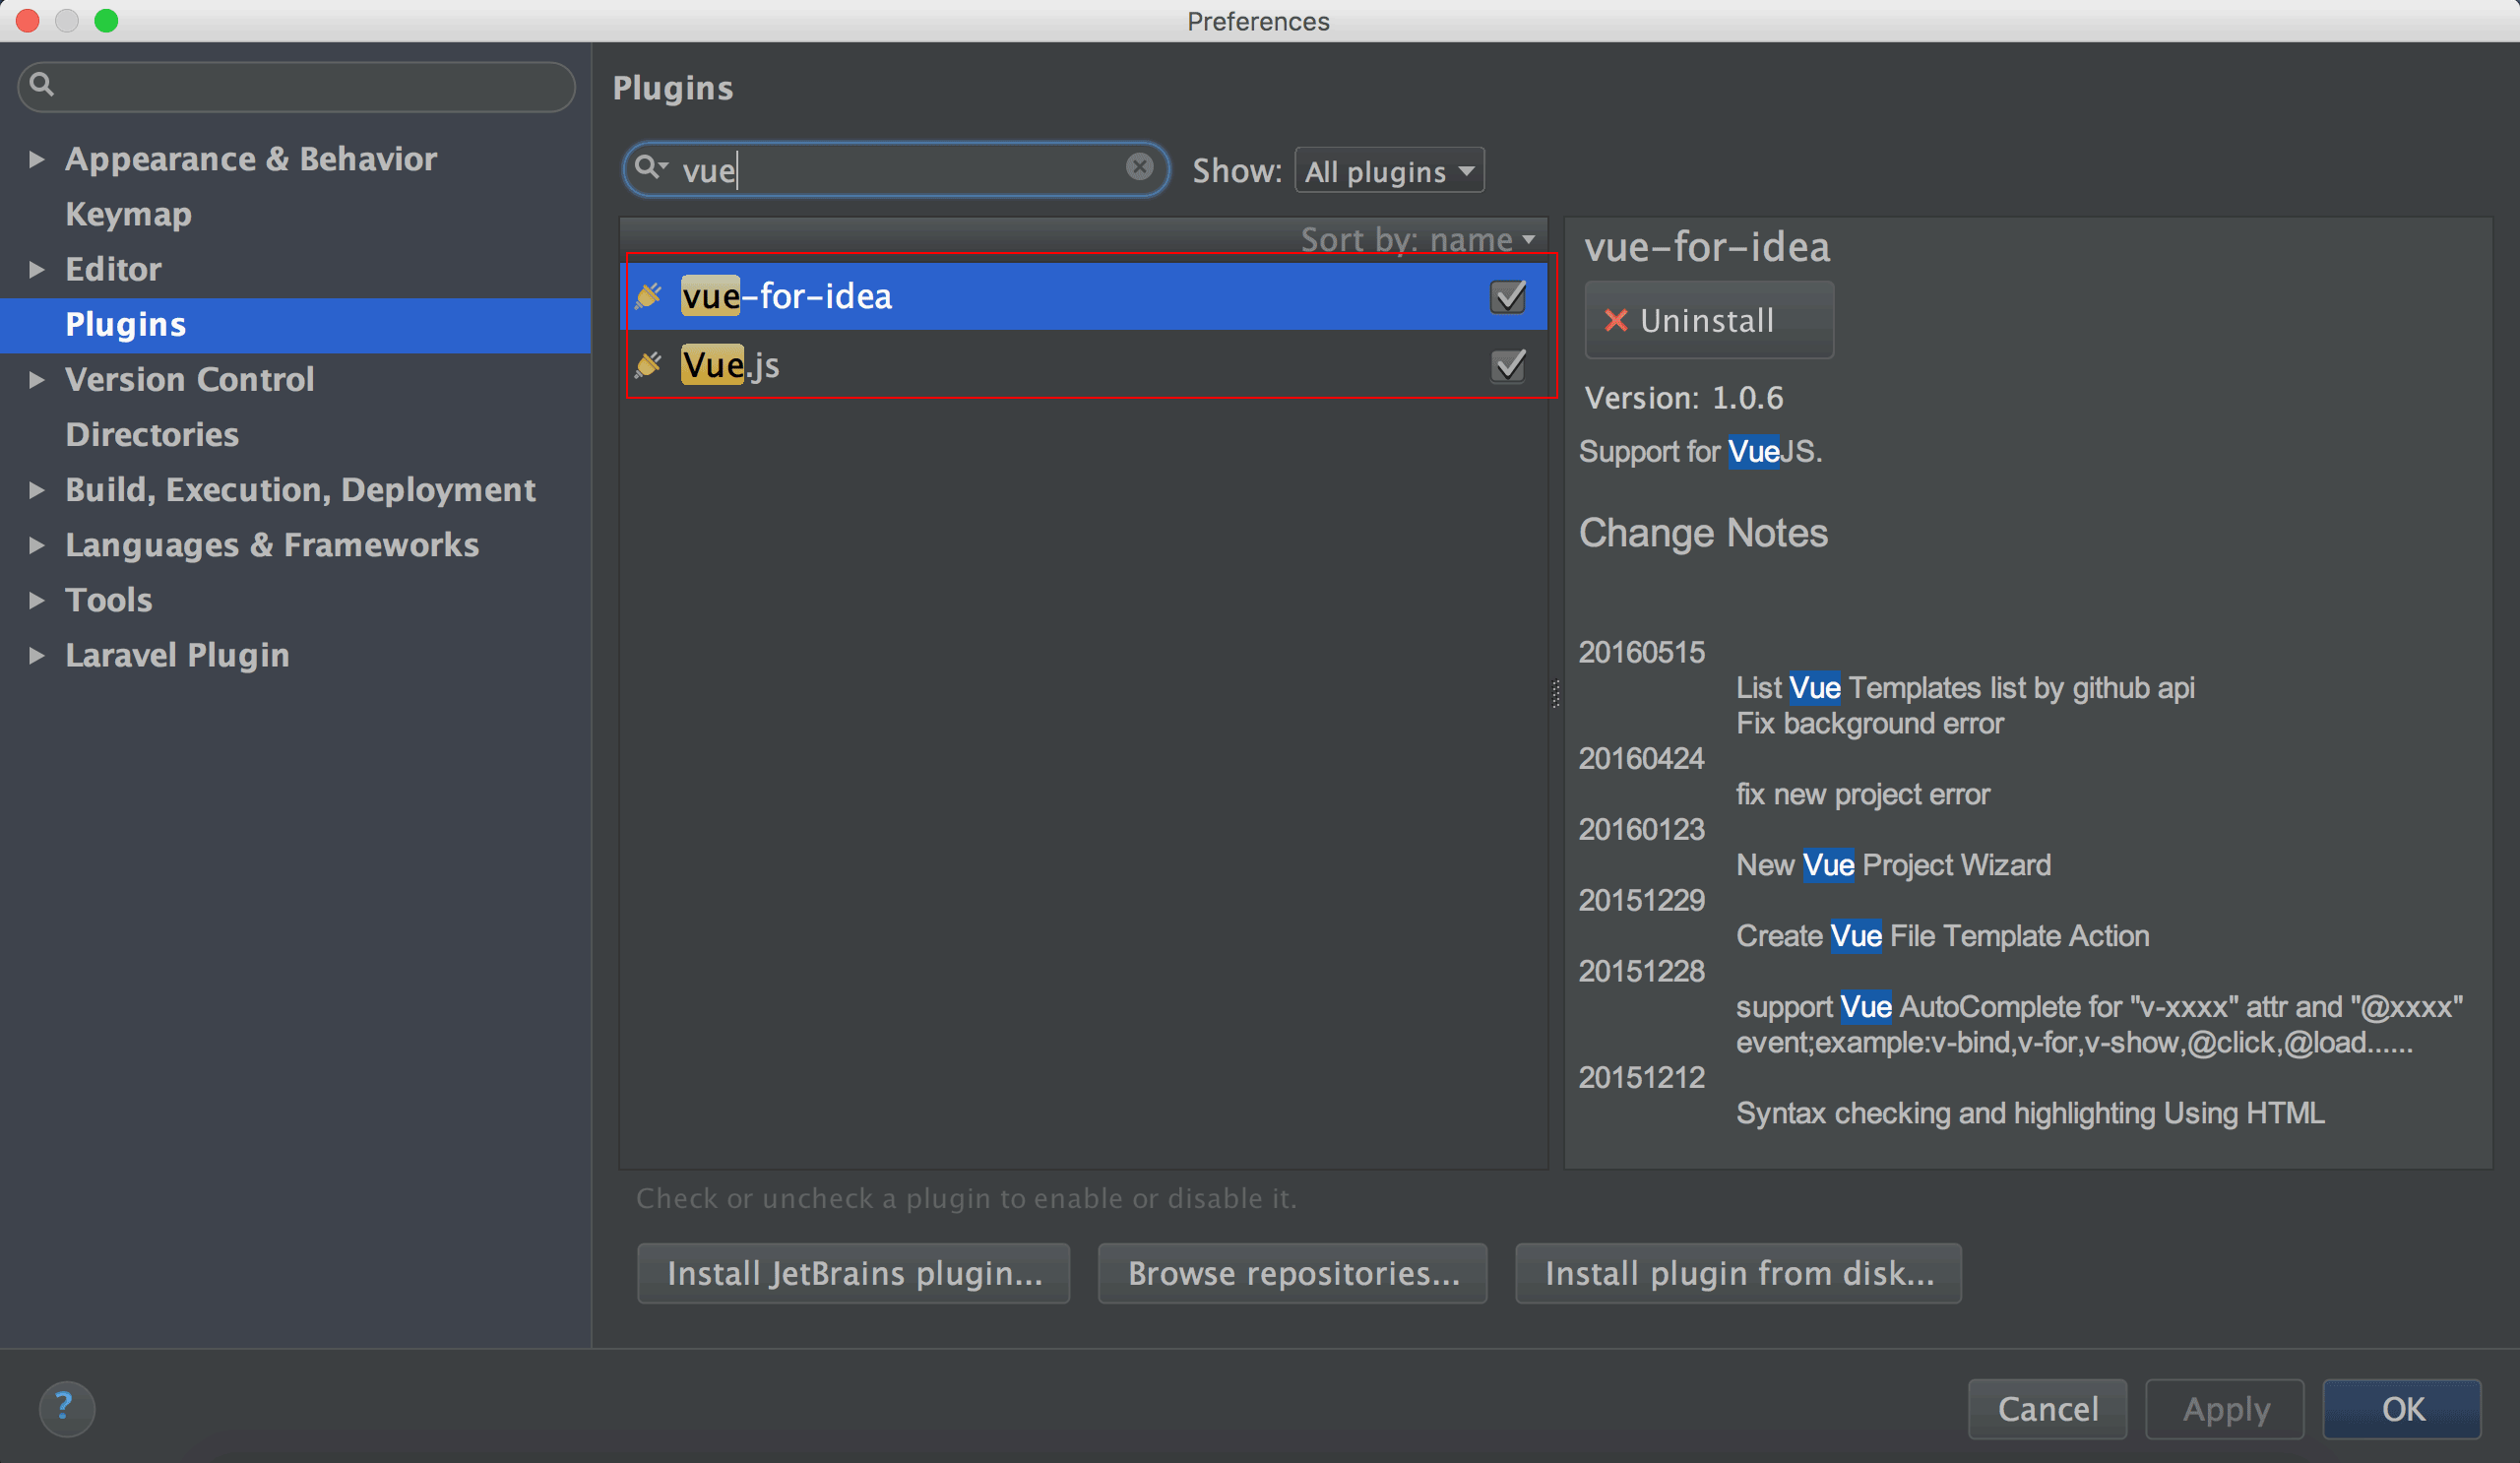 Preferences
Appearance & Behavior
Keymap
Editor
Plugins
Version Control
Directories
Build, Execution, Deployment
Languages & Frameworks
Tools
Laravel Plugin
Plugins
vue
Show: All plugins
Sort by: name
vue-for-idea
Vue.js
vue-for-idea
Uninstall
Version: 1.0.6
Support for VueJS.
Change Notes
20160515
List Vue Templates list by github api
Fix background error
20160424
fix new project error
20160123
New Vue Project Wizard
20151229
Create Vue File Template Action
20151228
support Vue AutoComplete for "v-xxxx" attr and "@xxxx"
event;example:v-bind,v-for,v-show,@click,@load......
20151212
Syntax checking and highlighting Using HTML
Check or uncheck a plugin to enable or disable it.
Install JetBrains plugin...
Browse repositories...
Install plugin from disk...
?
Cancel
Apply
OK